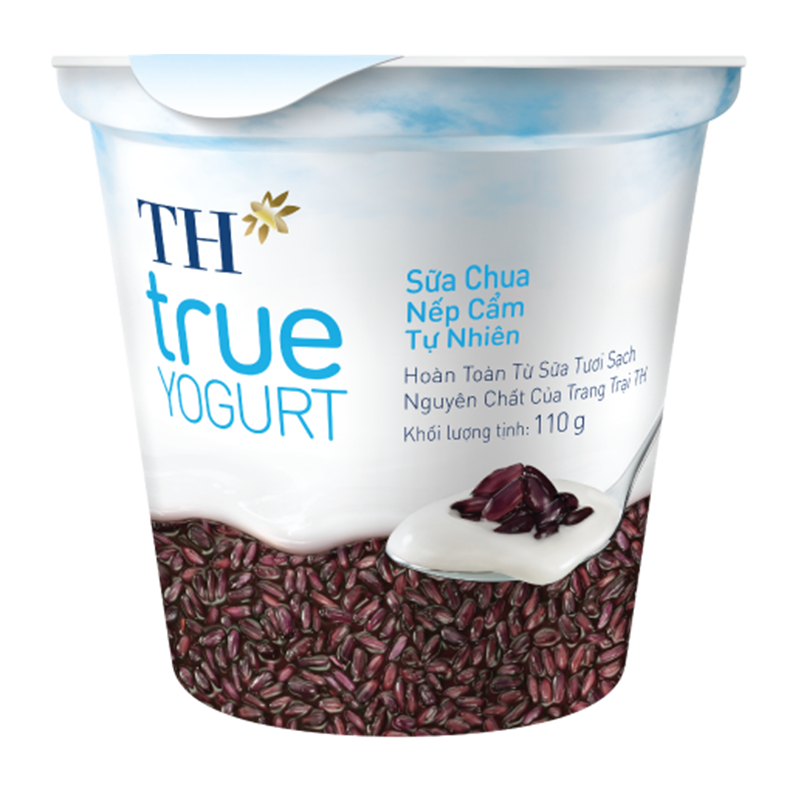 TH
true
YOGURT
Sữa Chua
Nếp Cẩm
Tự Nhiên
Hoàn Toàn Từ Sữa Tươi Sạch
Nguyên Chất Của Trang Trại TH
Khối lượng tịnh: 110 g